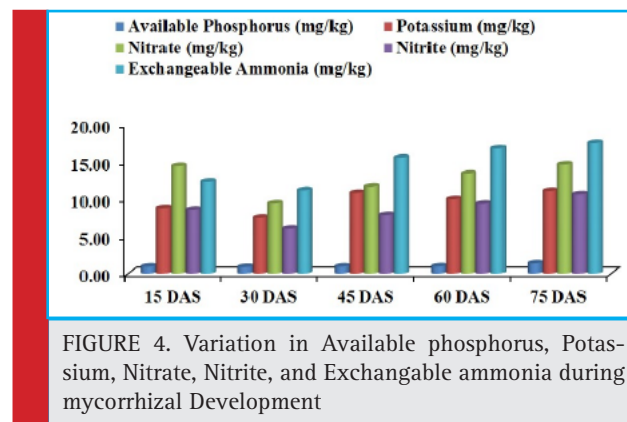 Available Phosphorus (mg/kg) Potassium (mg/kg)
Nitrate (mg/kg) Nitrite (mg/kg)
Exchangeable Ammonia (mg/kg)
20.00
15.00
10.00
5.00
0.00
15 DAS 30 DAS 45 DAS 60 DAS 75 DAS
FIGURE 4. Variation in Available phosphorus, Potas-
sium, Nitrate, Nitrite, and Exchangable ammonia during
mycorrhizal Development